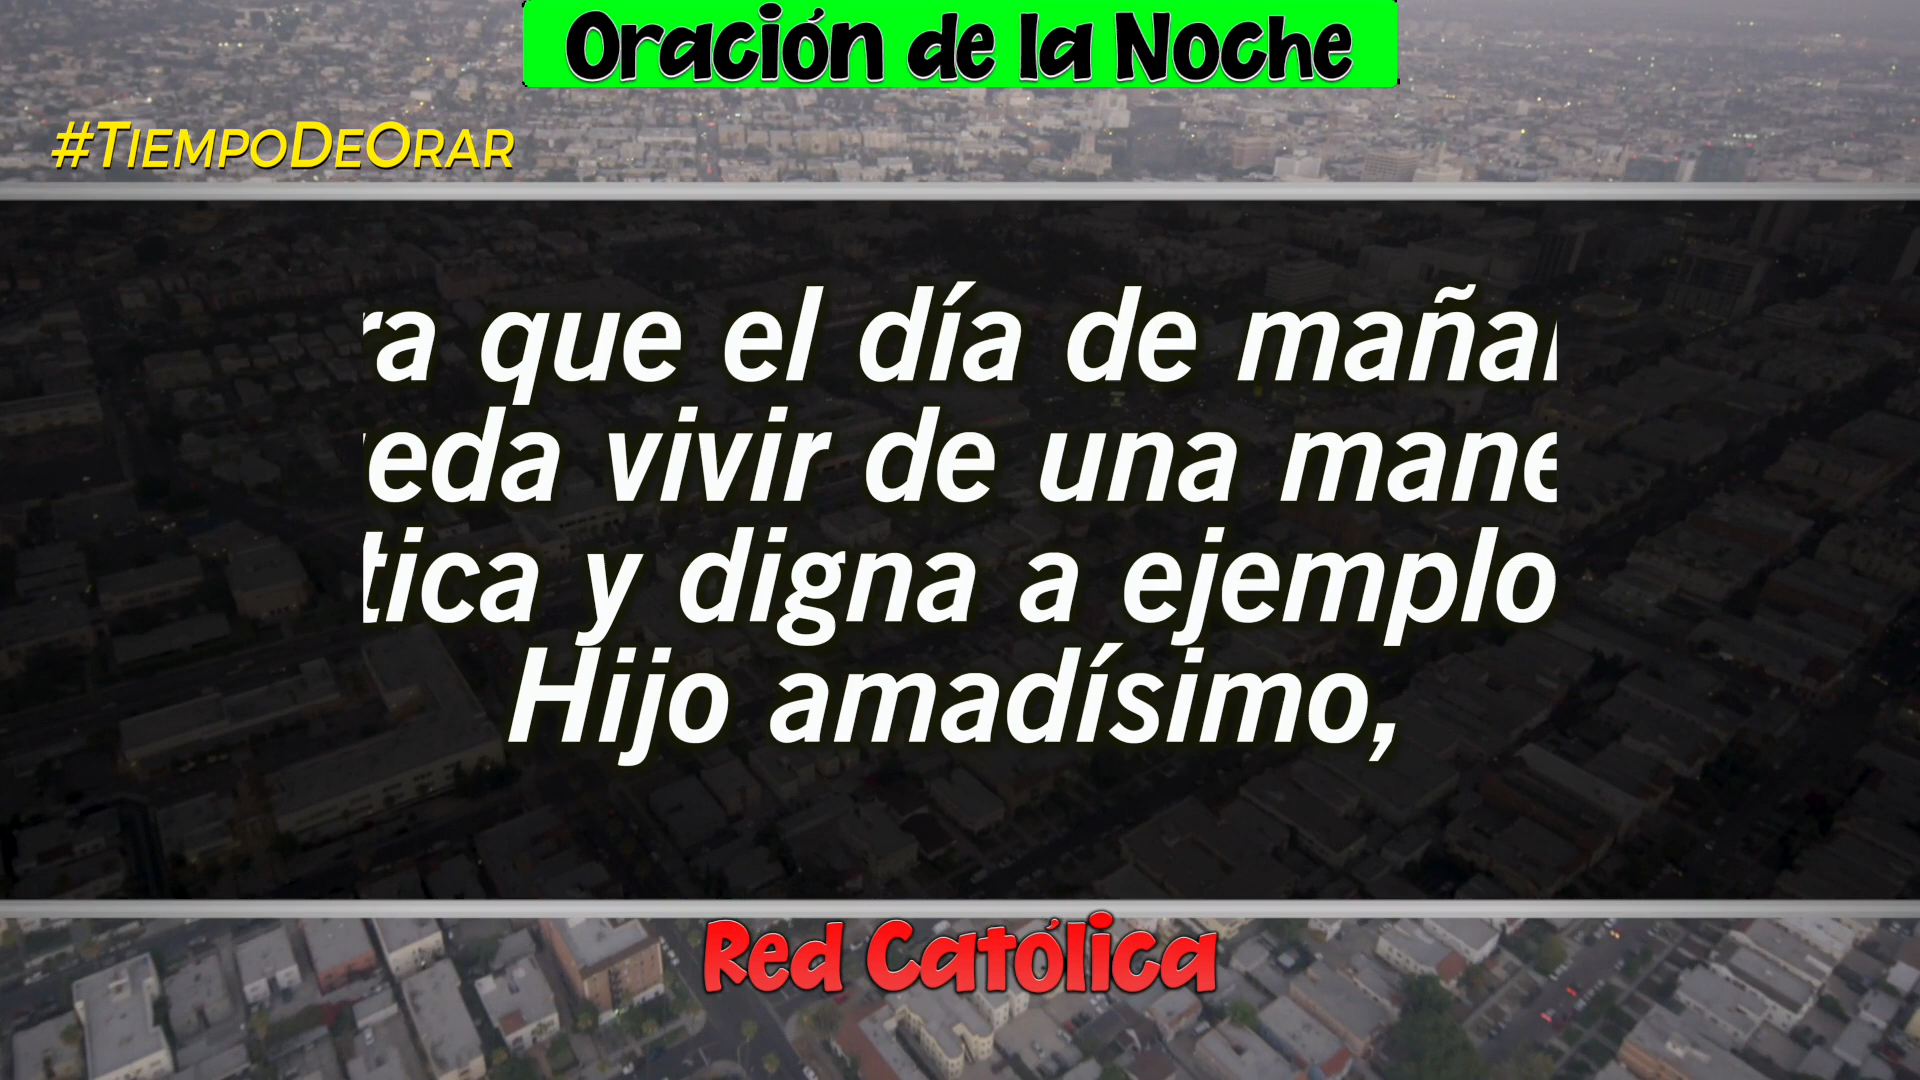 Oración de la Noche
#TiempoDeOrar
ra que el día de maña
eda vivir de una mane
tica y digna a ejemplo
Hijo amadísimo,
Red Católica